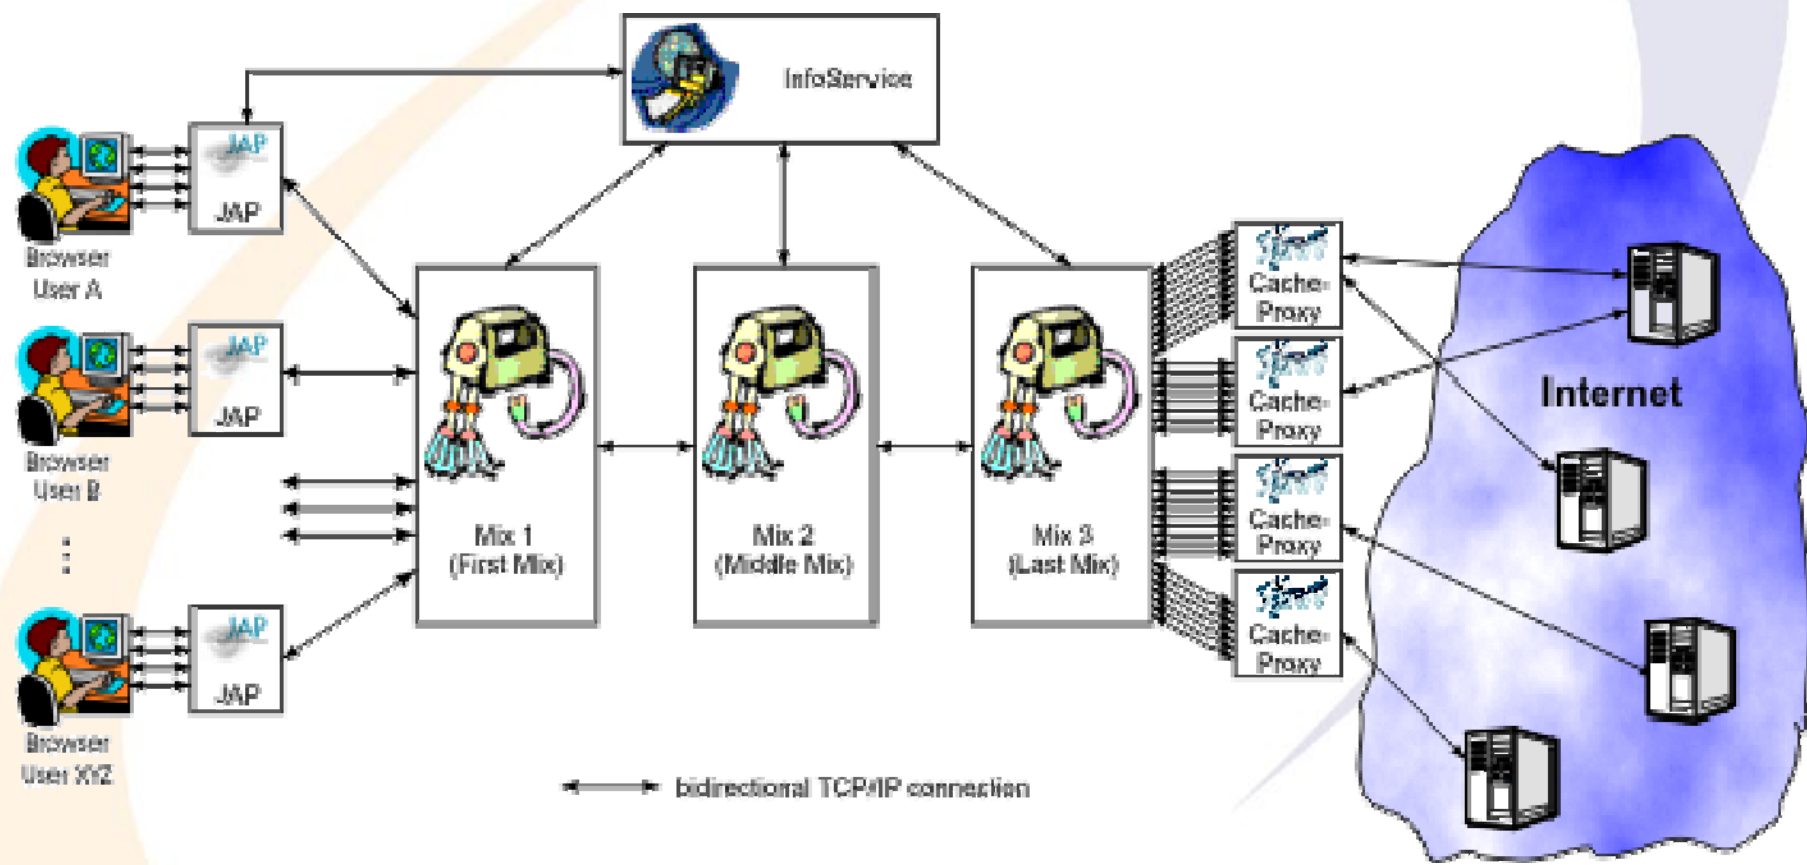 InfoService
JAP
JAP
Browser
User A
JAP
JAP
Browser
User B
JAP
JAP
Browser
User XYZ
Mix 1
(First Mix)
Mix 2
(Middle Mix)
Mix 3
(Last Mix)
Cache-
Proxy
Cache-
Proxy
Cache-
Proxy
Cache-
Proxy
Internet
bidirectional TCP/IP connection